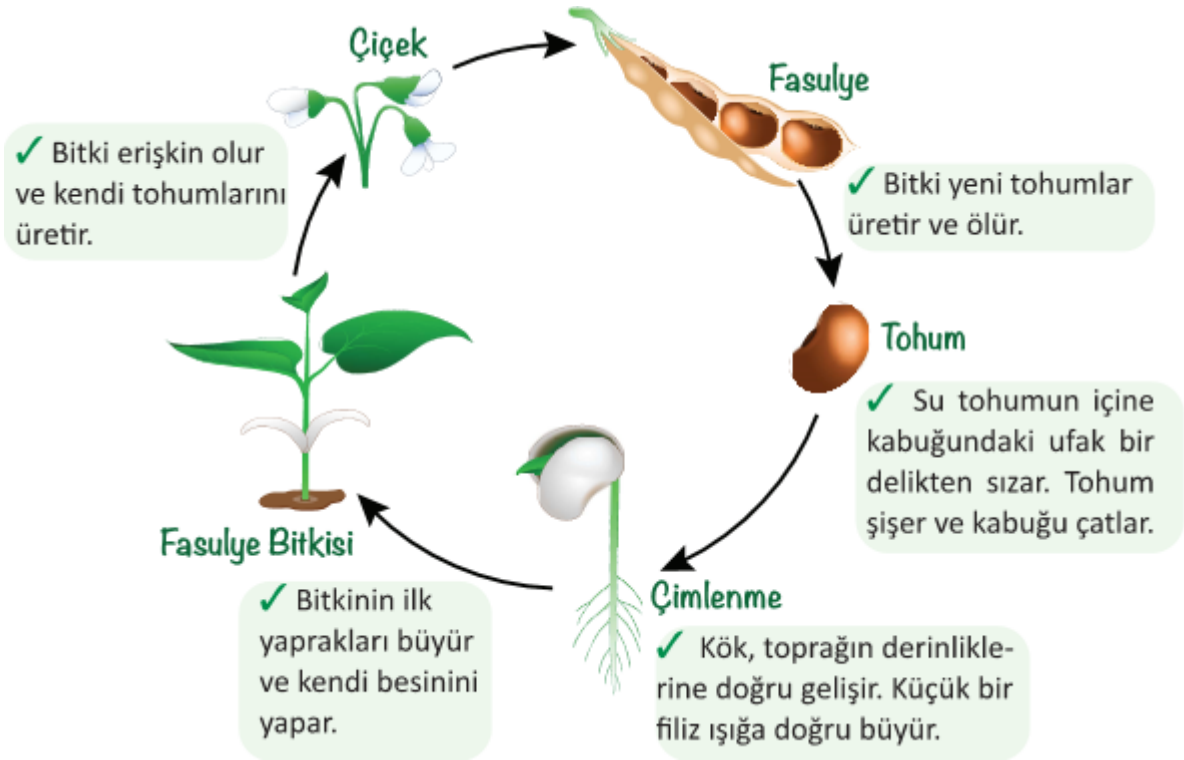 Çiçek
Fasulye
✓ Bitki erişkin olur
ve kendi tohumlarını
üretir.
✓ Bitki yeni tohumlar
üretir ve ölür.
Tohum
✓ Su tohumun içine
kabuğundaki ufak bir
delikten sızar. Tohum
şişer ve kabuğu çatlar.
Fasulye Bitkisi
✓ Bitkinin ilk
yaprakları büyür
ve kendi besinini
yapar.
Çimlenme
✓ Kök, toprağın derinlikle-
rine doğru gelişir. Küçük bir
filiz ışığa doğru büyür.